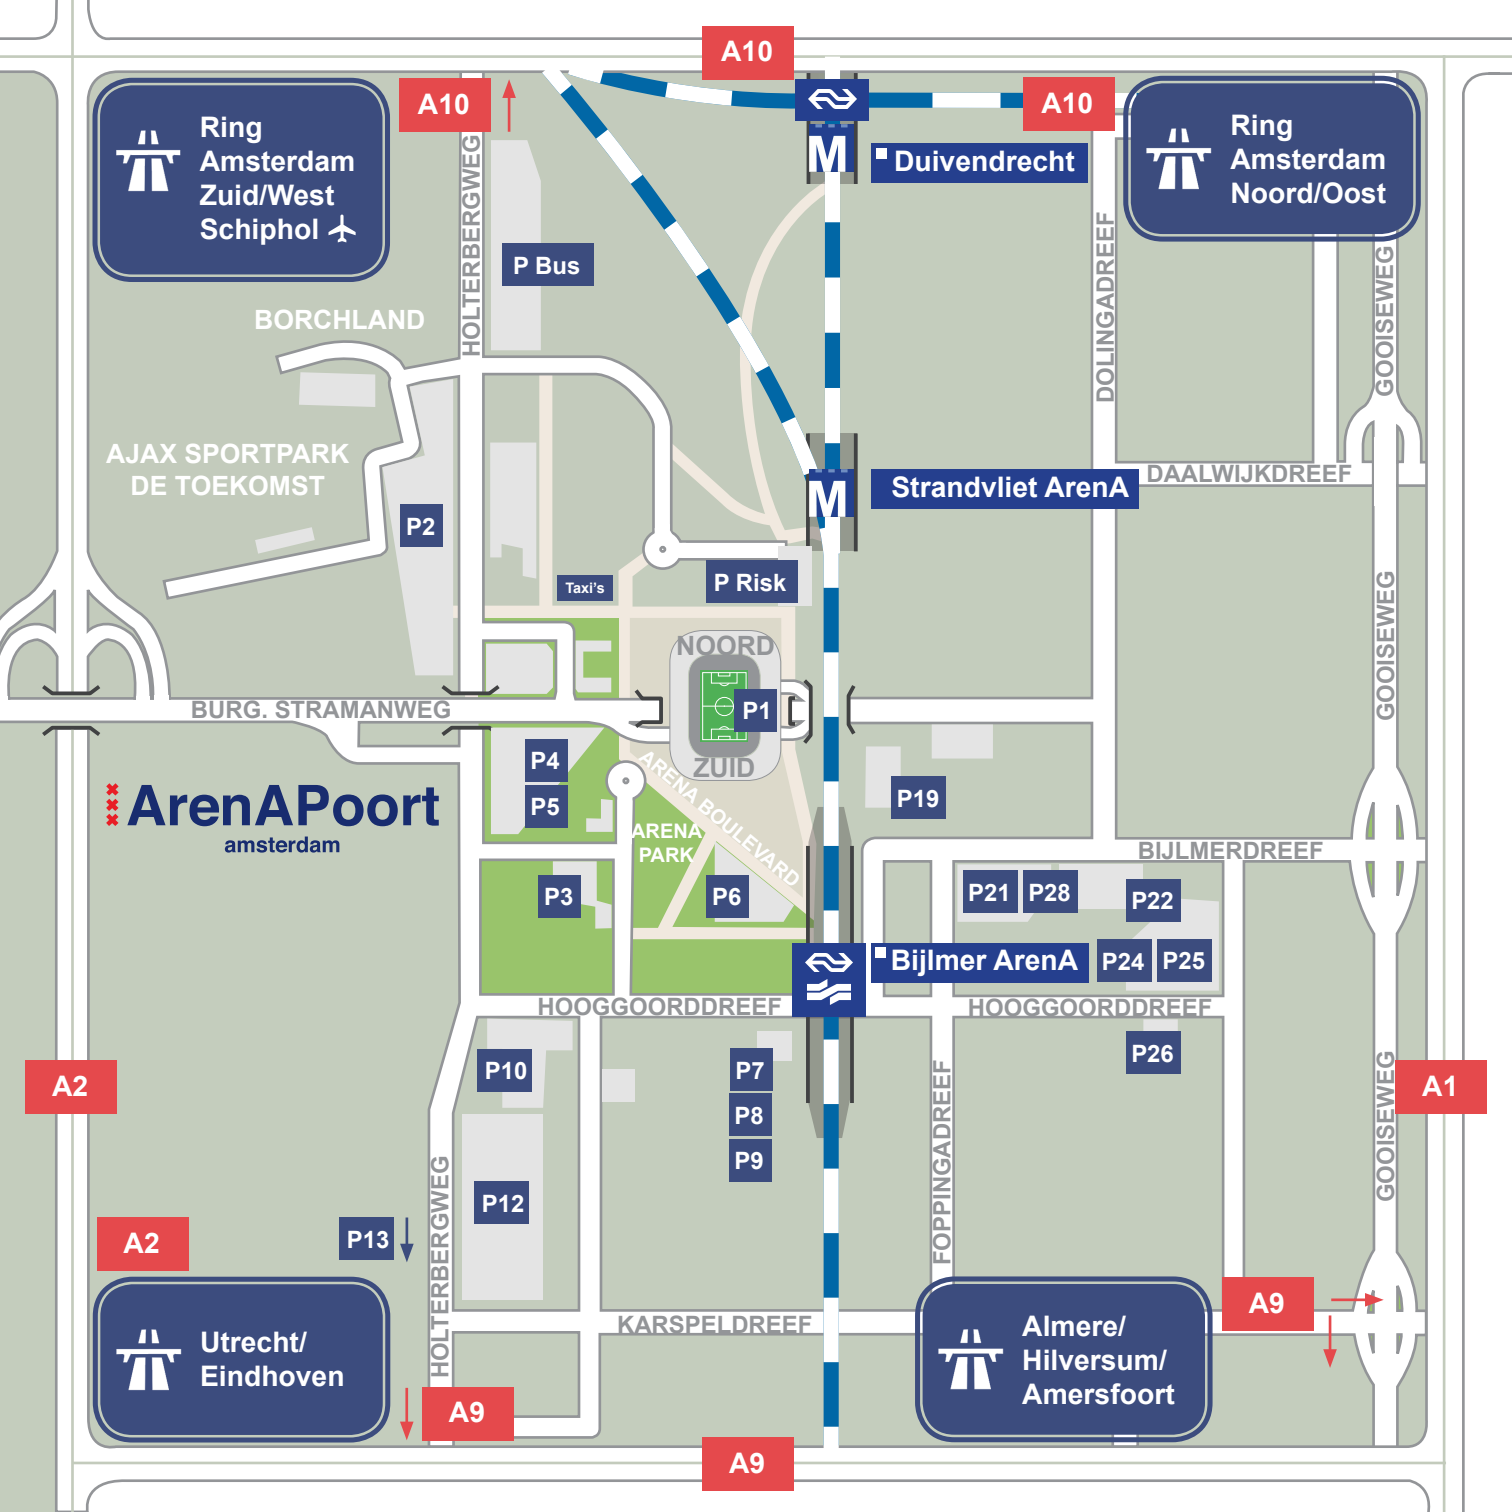 A10
A10
A10
Ring
Amsterdam
Zuid/West
Schiphol
Ring
Amsterdam
Noord/Oost
HOLTERBERGWEG
M
Duivendrecht
P Bus
DOLINGADREEF
GOOISEWEG
BORCHLAND
AJAX SPORTPARK
DE TOEKOMST
M
Strandvliet ArenA
DAALWIJKDREEF
P2
Taxi's
P Risk
NOORD
GOOISEWEG
BURG. STRAMANWEG
P1
ZUID
P4
P5
ARENA BOULEVARD
ARENA
PARK
P19
ArenAPoort
amsterdam
BIJLMERDREEF
P3
P6
P21
P28
P22
Bijlmer ArenA
P24
P25
HOOGGOORDDREEF
HOOGGOORDDREEF
P10
P7
P8
P9
P26
FOPPINGADREEF
GOOISEWEG
A2
A1
P12
HOLTERBERGWEG
P13
A2
Utrecht/
Eindhoven
KARSPELDREEF
Almere/
Hilversum/
Amersfoort
A9
A9
A9